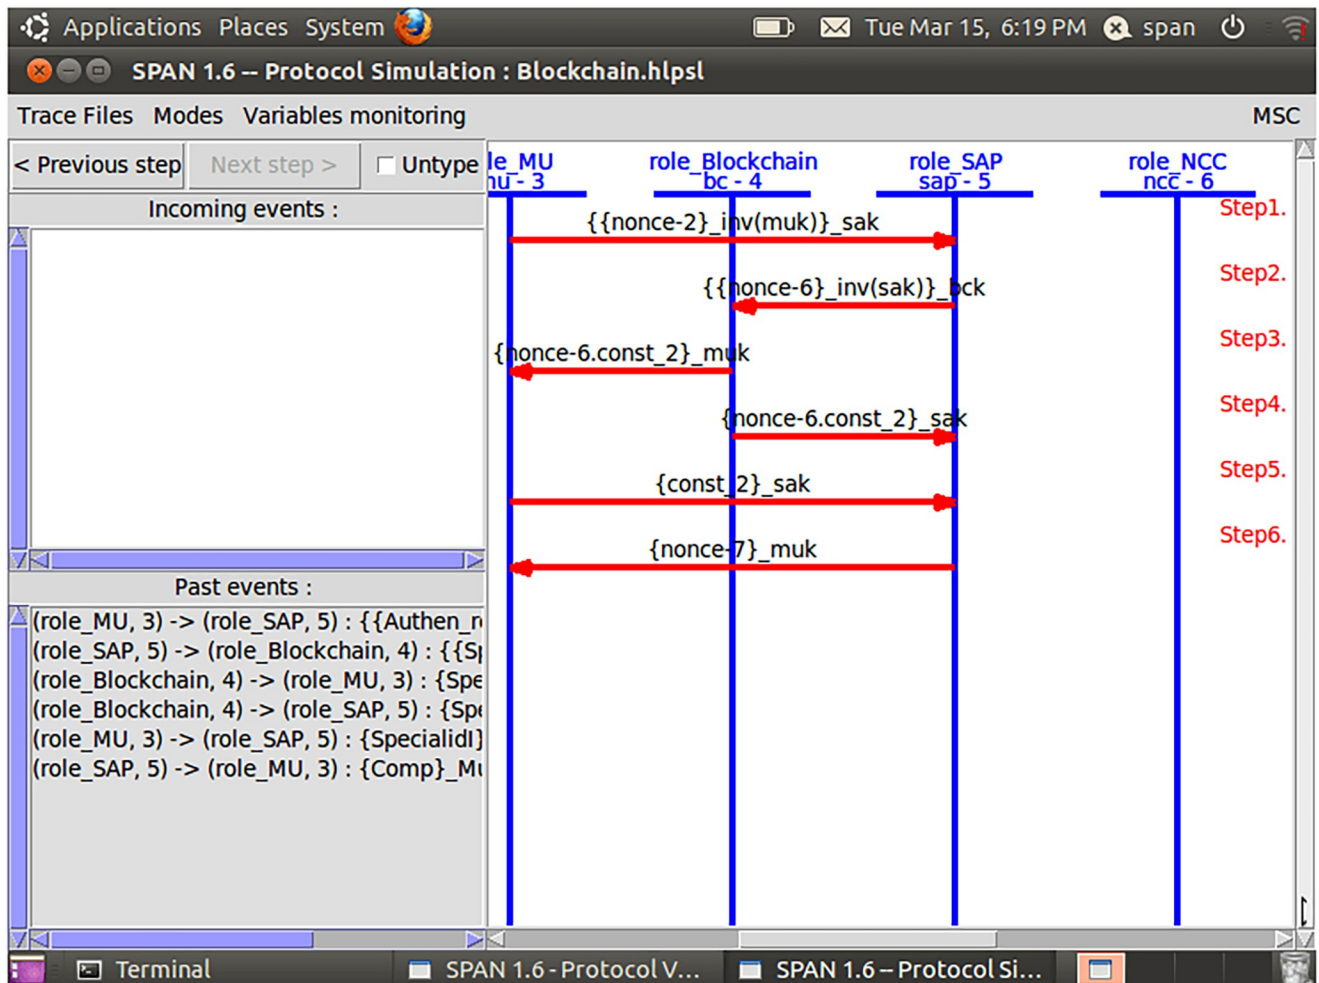 Applications Places System Tue Mar 15, 6:19 PM span
SPAN 1.6 -- Protocol Simulation : Blockchain.hlpsl
Trace Files Modes Variables monitoring MSC
< Previous step Next step > Untype
Incoming events :
le_MU role_Blockchain role_SAP role_NCC
nu - 3 bc - 4 sap - 5 ncc - 6
Step1.
{{nonce-2}_inv(muk)}_sak
Step2.
{{nonce-6}_inv(sak)}_bck
Step3.
{nonce-6.const_2}_muk
Step4.
{nonce-6.const_2}_sak
Step5.
{const_2}_sak
Step6.
{nonce-7}_muk
Past events :
(role_MU, 3) -> (role_SAP, 5) : {{Authen_r
(role_SAP, 5) -> (role_Blockchain, 4) : {{Sp
(role_Blockchain, 4) -> (role_MU, 3) : {Spe
(role_Blockchain, 4) -> (role_SAP, 5) : {Spe
(role_MU, 3) -> (role_SAP, 5) : {SpecialidI}
(role_SAP, 5) -> (role_MU, 3) : {Comp}_Mu
Terminal SPAN 1.6 - Protocol V... SPAN 1.6 -- Protocol Si...